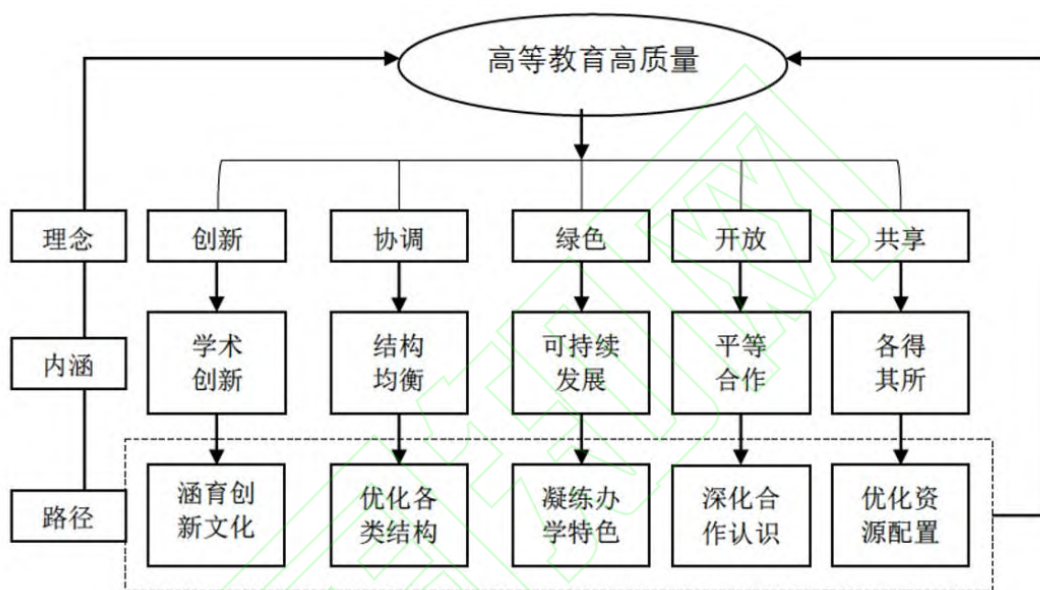 高等教育高质量
理念
创新
协调
绿色
开放
共享
内涵
学术
创新
结构
均衡
可持续
发展
平等
合作
各得
其所
路径
涵育创
新文化
优化各
类结构
凝练办
学特色
深化合
作认识
优化资
源配置